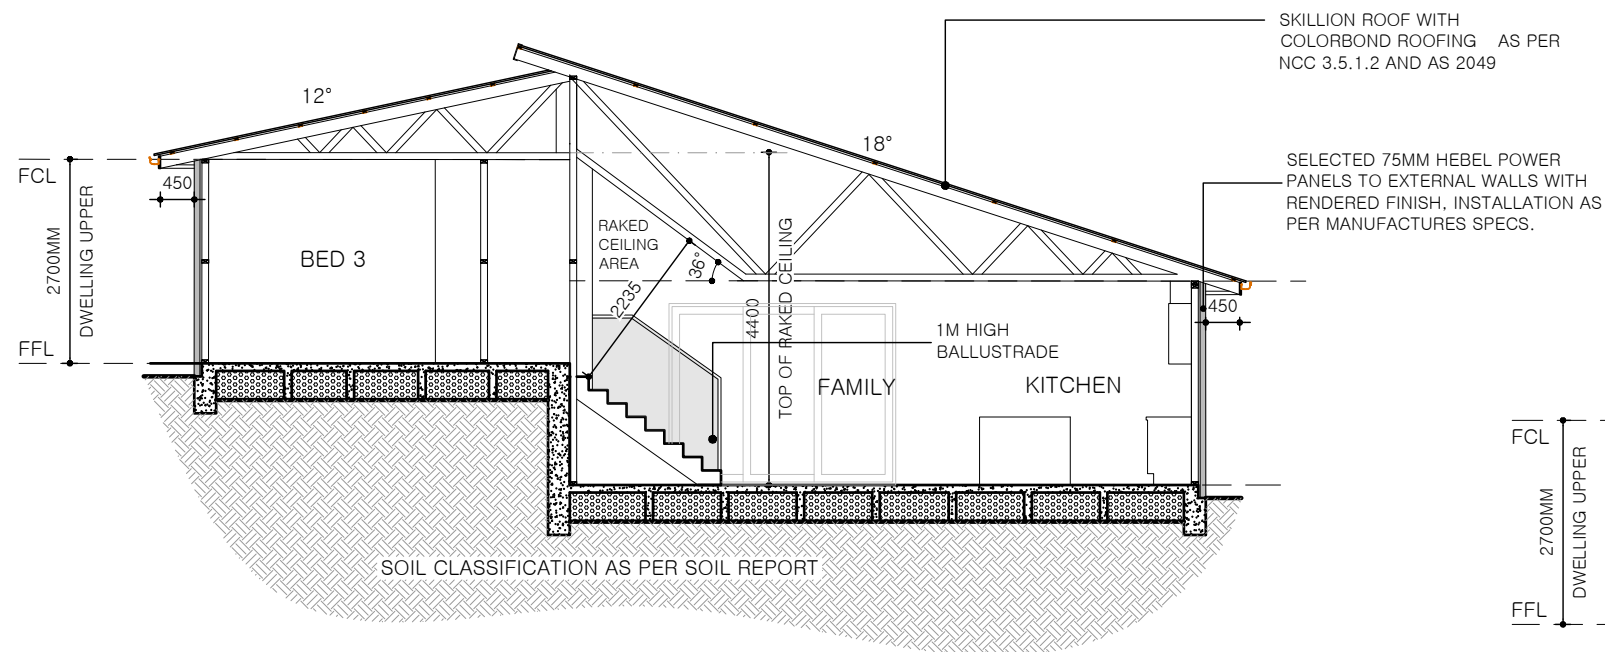 SKILLION ROOF WITH
COLORBOND ROOFING AS PER
NCC 3.5.1.2 AND AS 2049
12°
18°
SELECTED 75MM HEBEL POWER
PANELS TO EXTERNAL WALLS WITH
RENDERED FINISH, INSTALLATION AS
PER MANUFACTURES SPECS.
FCL
450
2700MM
DWELLING UPPER
FFL
BED 3
RAKED
CEILING
AREA
36°
2235
4400
TOP OF RAKED CEILING
450
1M HIGH
BALLUSTRADE
FAMILY
KITCHEN
SOIL CLASSIFICATION AS PER SOIL REPORT
FCL
2700MM
DWELLING UPPER
FFL